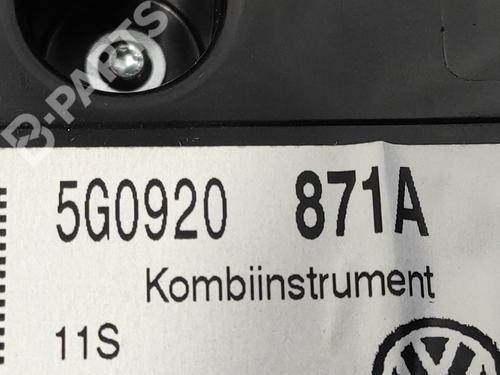 B-PARTS
5G0920 871A
Kombiinstrument
11S